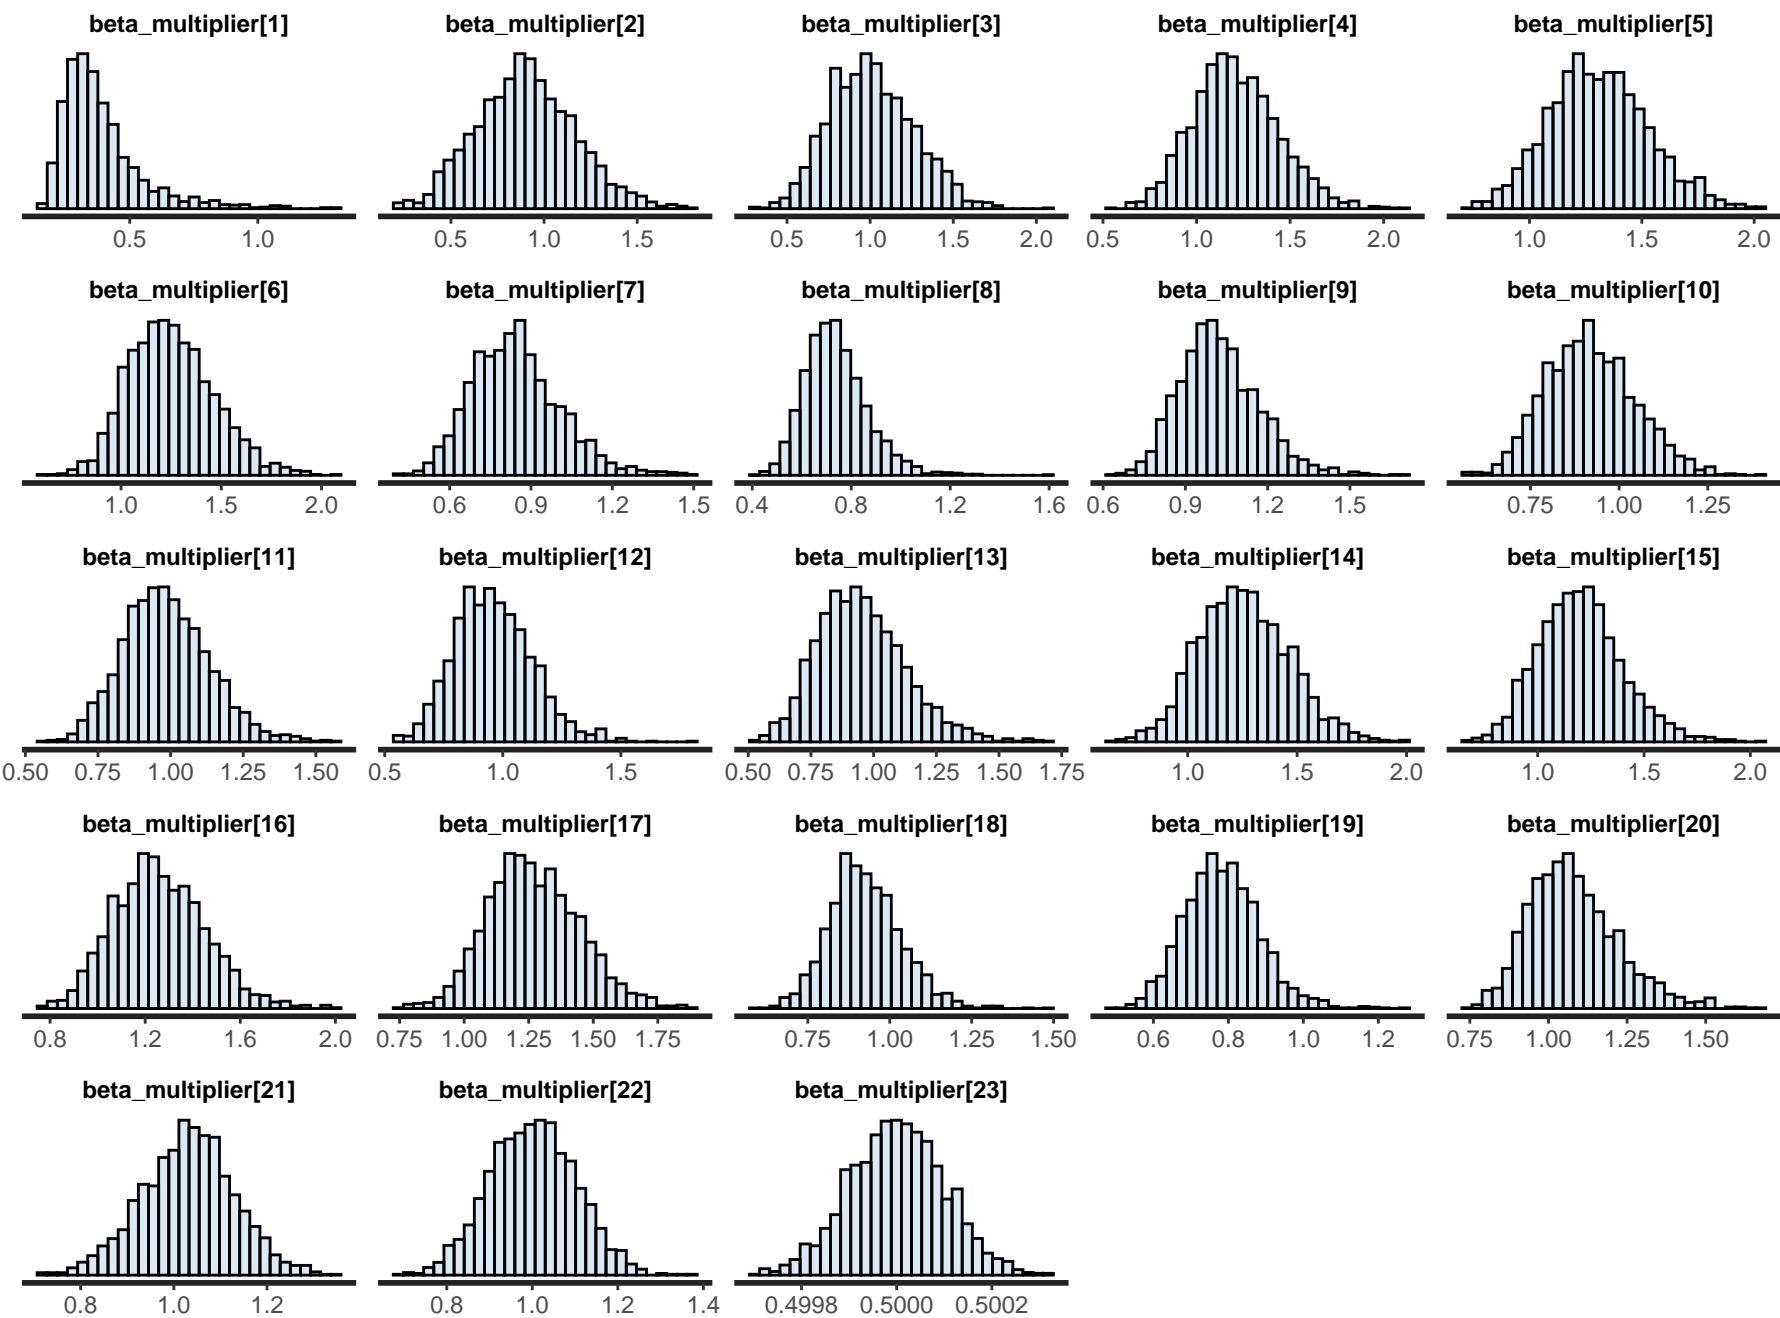 beta_multiplier[1] beta_multiplier[2] beta_multiplier[3] beta_multiplier[4] beta_multiplier[5]
0.5 1.0 0.5 1.0 1.5 0.5 1.0 1.5 2.0 0.5 1.0 1.5 2.0 1.0 1.5 2.0
beta_multiplier[6] beta_multiplier[7] beta_multiplier[8] beta_multiplier[9] beta_multiplier[10]
1.0 1.5 2.0 0.6 0.9 1.2 1.5 0.4 0.8 1.2 1.6 0.6 0.9 1.2 1.5 0.75 1.00 1.25
beta_multiplier[11] beta_multiplier[12] beta_multiplier[13] beta_multiplier[14] beta_multiplier[15]
0.50 0.75 1.00 1.25 1.50 0.5 1.0 1.5 0.50 0.75 1.00 1.25 1.50 1.75 1.0 1.5 2.0 1.0 1.5 2.0
beta_multiplier[16] beta_multiplier[17] beta_multiplier[18] beta_multiplier[19] beta_multiplier[20]
0.8 1.2 1.6 2.0 0.75 1.00 1.25 1.50 1.75 0.75 1.00 1.25 1.50 0.6 0.8 1.0 1.2 0.75 1.00 1.25 1.50
beta_multiplier[21] beta_multiplier[22] beta_multiplier[23]
0.8 1.0 1.2 0.8 1.0 1.2 1.4 0.4998 0.5000 0.5002